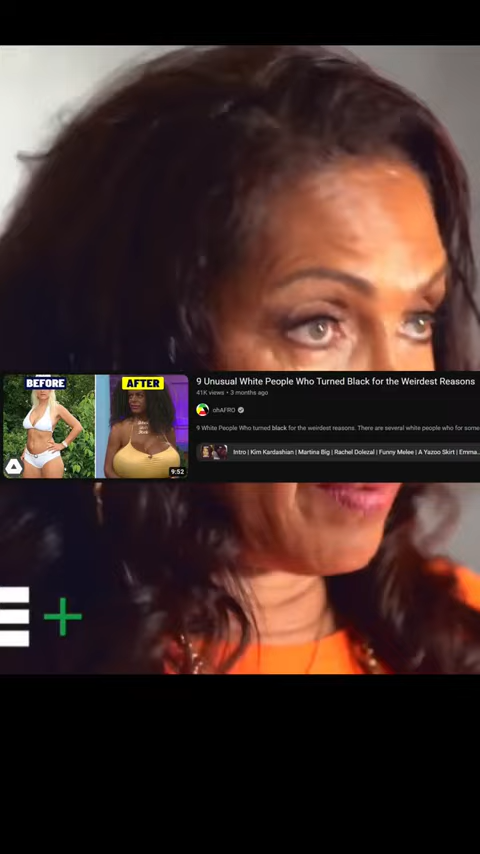 BEFORE
AFTER
9:52
9 Unusual White People Who Turned Black for the Weirdest Reasons
41K views • 3 months ago
ohAFRO
9 White People Who turned black for the weirdest reasons. There are several white people who for some
Intro | Kim Kardashian | Martina Big | Rachel Dolezal | Funny Melee | A Yazoo Skirt | Emma...